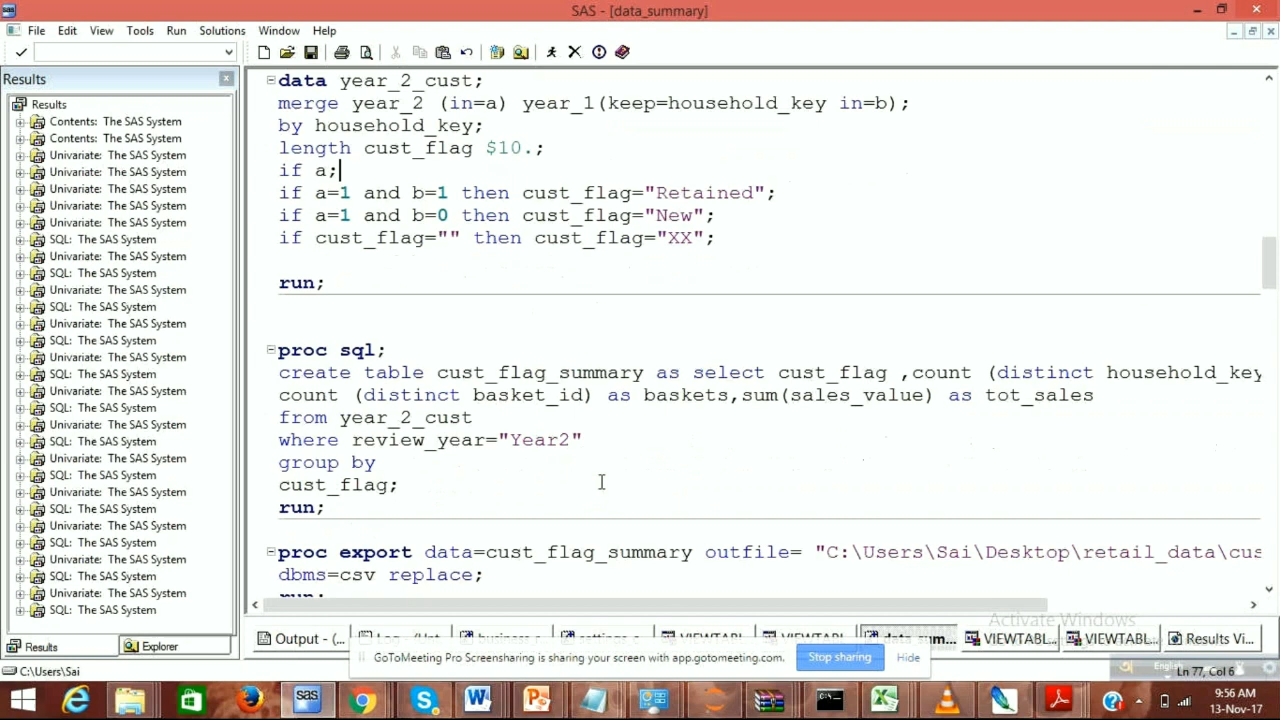 SAS - [data_summary]
File Edit View Tools Run Solutions Window Help
Results
Results
Contents: The SAS System
Contents: The SAS System
Univariate: The SAS System
Univariate: The SAS System
Univariate: The SAS System
Univariate: The SAS System
Univariate: The SAS System
SQL: The SAS System
Univariate: The SAS System
SQL: The SAS System
Univariate: The SAS System
SQL: The SAS System
Univariate: The SAS System
SQL: The SAS System
Univariate: The SAS System
SQL: The SAS System
Univariate: The SAS System
SQL: The SAS System
Univariate: The SAS System
SQL: The SAS System
Univariate: The SAS System
SQL: The SAS System
Univariate: The SAS System
SQL: The SAS System
Univariate: The SAS System
SQL: The SAS System
Univariate: The SAS System
SQL: The SAS System
Univariate: The SAS System
SQL: The SAS System
data year_2_cust;
merge year_2 (in=a) year_1(keep=household_key in=b);
by household_key;
length cust_flag $10.;
if a;
if a=1 and b=1 then cust_flag="Retained";
if a=1 and b=0 then cust_flag="New";
if cust_flag="" then cust_flag="XX";
run;
proc sql;
create table cust_flag_summary as select cust_flag ,count (distinct household_key
count (distinct basket_id) as baskets,sum(sales_value) as tot_sales
from year_2_cust
where review_year="Year2"
group by
cust_flag;
run;
proc export data=cust_flag_summary outfile= "C:\Users\Sai\Desktop\retail_data\cus
dbms=csv replace;
run;
Activate Windows
Results Explorer
Output - (... data_sum... VIEWTABL... VIEWTABL... Results Vi...
GoToMeeting Pro Screensharing is sharing your screen with app.gotomeeting.com. Stop sharing Hide
C:\Users\Sai
English
Ln 77, Col 6
9:56 AM
13-Nov-17